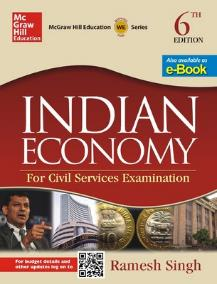 Mc
Graw
Hill
Education
McGraw Hill Education WE Series
6TH
EDITION
Also available as
e-Book
INDIAN
ECONOMY
For Civil Services Examination
For budget details and
other updates log on to
Ramesh Singh